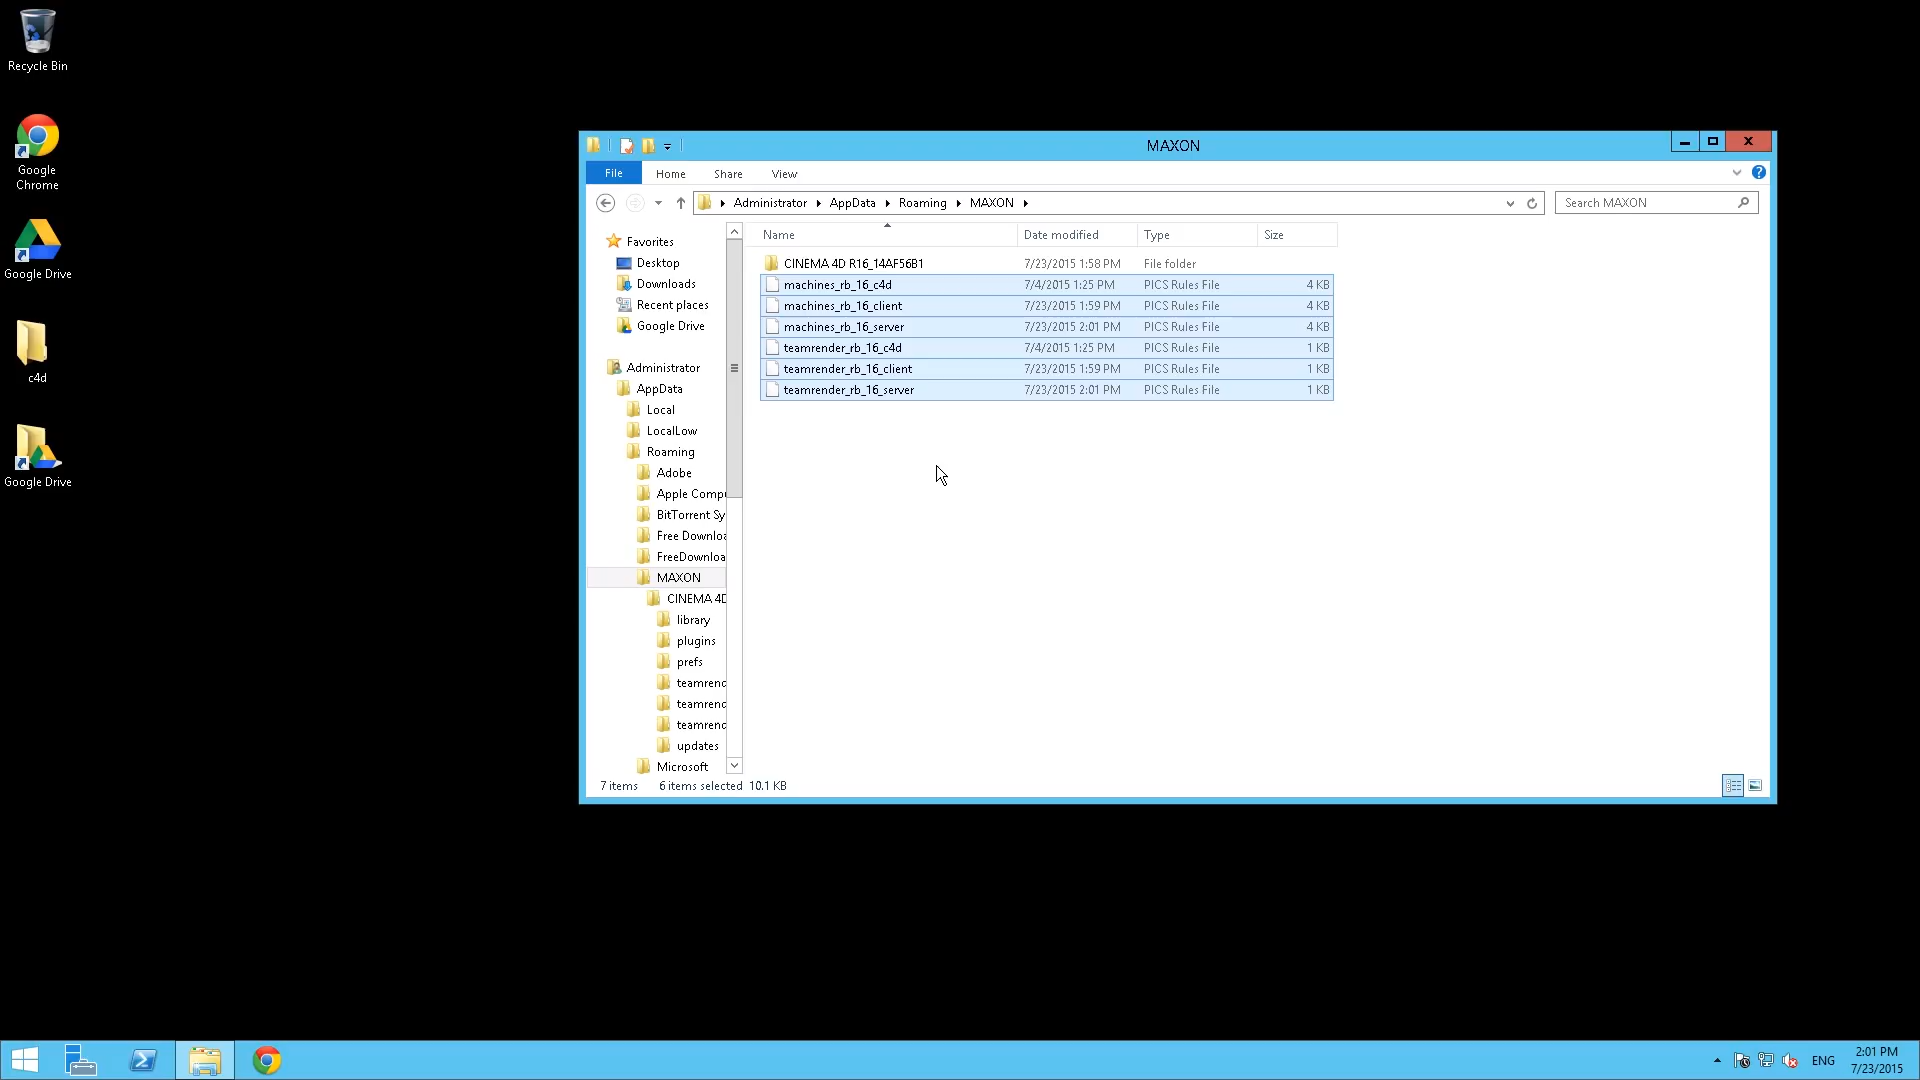 Recycle Bin
Google
Chrome
Google Drive
c4d
Google Drive
MAXON
File
Home
Share
View
Administrator
AppData
Roaming
MAXON
Search MAXON
Favorites
Desktop
Downloads
Recent places
Google Drive
Administrator
AppData
Local
LocalLow
Roaming
Adobe
Apple Compu
BitTorrent Sy
Free Downloa
FreeDownloa
MAXON
CINEMA 4D
library
plugins
prefs
teamrend
teamrend
teamrend
updates
Microsoft
Name Date modified Type Size
CINEMA 4D R16_14AF56B1 7/23/2015 1:58 PM File folder
machines_rb_16_c4d 7/4/2015 1:25 PM PICS Rules File 4 KB
machines_rb_16_client 7/23/2015 1:59 PM PICS Rules File 4 KB
machines_rb_16_server 7/23/2015 2:01 PM PICS Rules File 4 KB
teamrender_rb_16_c4d 7/4/2015 1:25 PM PICS Rules File 1 KB
teamrender_rb_16_client 7/23/2015 1:59 PM PICS Rules File 1 KB
teamrender_rb_16_server 7/23/2015 2:01 PM PICS Rules File 1 KB
7 items 6 items selected 10.1 KB
ENG
2:01 PM
7/23/2015